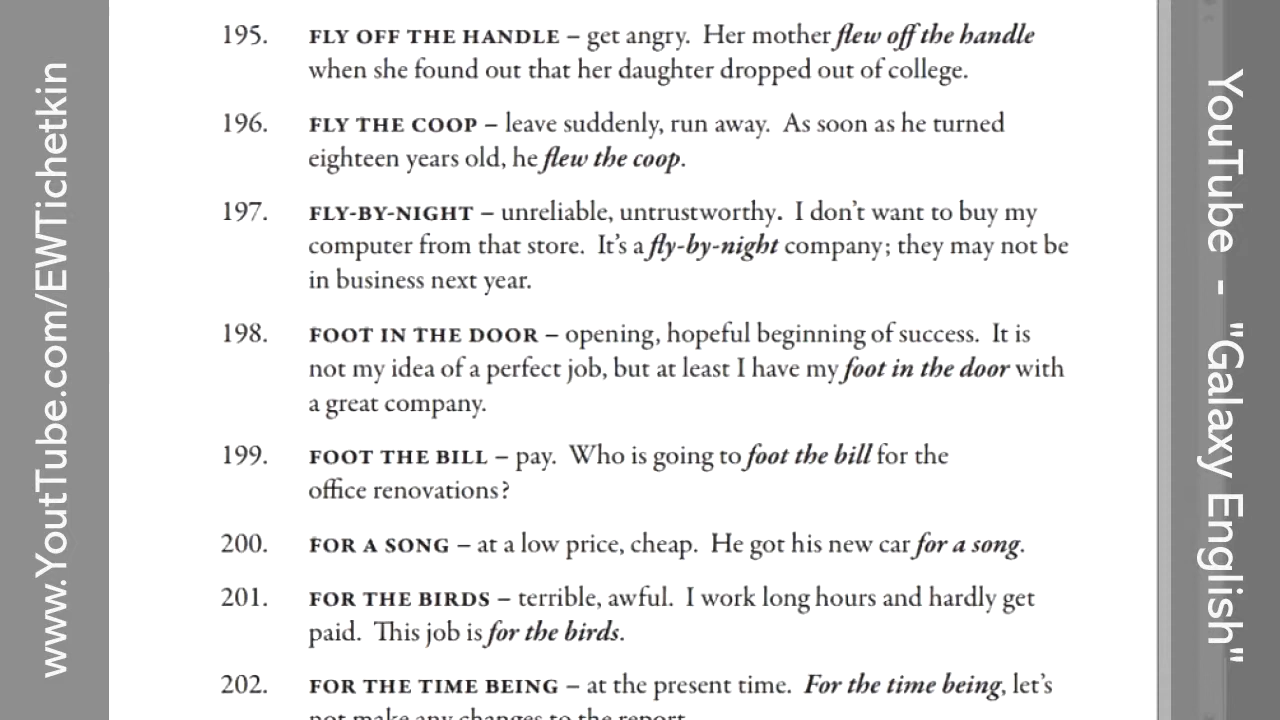 www.YoutTube.com/EWTichetkin
195. FLY OFF THE HANDLE – get angry. Her mother flew off the handle
when she found out that her daughter dropped out of college.
196. FLY THE COOP – leave suddenly, run away. As soon as he turned
eighteen years old, he flew the coop.
197. FLY-BY-NIGHT – unreliable, untrustworthy. I don't want to buy my
computer from that store. It's a fly-by-night company; they may not be
in business next year.
198. FOOT IN THE DOOR – opening, hopeful beginning of success. It is
not my idea of a perfect job, but at least I have my foot in the door with
a great company.
199. FOOT THE BILL – pay. Who is going to foot the bill for the
office renovations?
200. FOR A SONG – at a low price, cheap. He got his new car for a song.
201. FOR THE BIRDS – terrible, awful. I work long hours and hardly get
paid. This job is for the birds.
202. FOR THE TIME BEING – at the present time. For the time being, let's
not make any changes to the report.
YouTube - "Galaxy English"